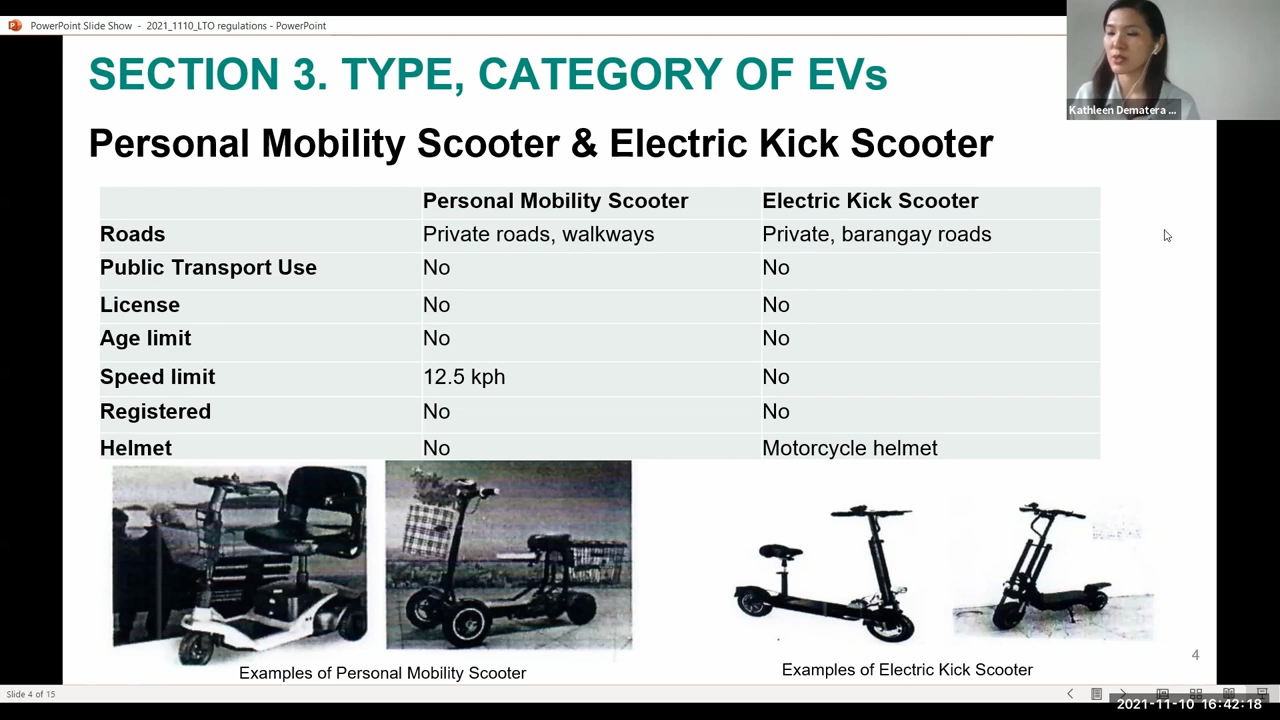 PowerPoint Slide Show - 2021_1110_LTO regulations - PowerPoint
SECTION 3. TYPE, CATEGORY OF EVs
Kathleen Dematera ...
Personal Mobility Scooter & Electric Kick Scooter
Personal Mobility Scooter Electric Kick Scooter
Roads Private roads, walkways Private, barangay roads
Public Transport Use No No
License No No
Age limit No No
Speed limit 12.5 kph No
Registered No No
Helmet No Motorcycle helmet
Examples of Personal Mobility Scooter
Examples of Electric Kick Scooter
4
Slide 4 of 15
2021-11-10 16:42:18